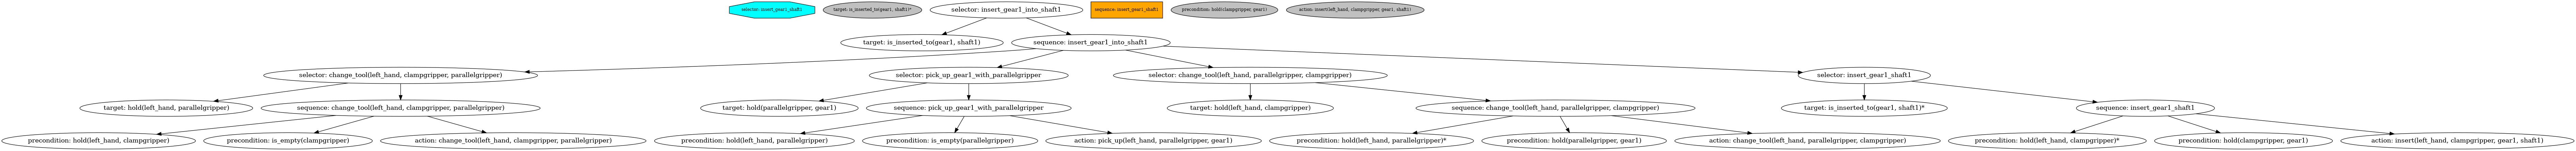 selector: insert_gear1_shaft1
target: is_inserted_to(gear1, shaft1)*
selector: insert_gear1_into_shaft1
sequence: insert_gear1_shaft1
precondition: hold(clampgripper, gear1)
action: insert(left_hand, clampgripper, gear1, shaft1)
target: is_inserted_to(gear1, shaft1)
sequence: insert_gear1_into_shaft1
selector: change_tool(left_hand, clampgripper, parallelgripper)
selector: pick_up_gear1_with_parallelgripper
selector: change_tool(left_hand, parallelgripper, clampgripper)
selector: insert_gear1_shaft1
target: hold(left_hand, parallelgripper)
sequence: change_tool(left_hand, clampgripper, parallelgripper)
target: hold(parallelgripper, gear1)
sequence: pick_up_gear1_with_parallelgripper
target: hold(left_hand, clampgripper)
sequence: change_tool(left_hand, parallelgripper, clampgripper)
target: is_inserted_to(gear1, shaft1)*
sequence: insert_gear1_shaft1
precondition: hold(left_hand, clampgripper)
precondition: is_empty(clampgripper)
action: change_tool(left_hand, clampgripper, parallelgripper)
precondition: hold(left_hand, parallelgripper)
precondition: is_empty(parallelgripper)
action: pick_up(left_hand, parallelgripper, gear1)
precondition: hold(left_hand, parallelgripper)*
precondition: hold(parallelgripper, gear1)
action: change_tool(left_hand, parallelgripper, clampgripper)
precondition: hold(left_hand, clampgripper)*
precondition: hold(clampgripper, gear1)
action: insert(left_hand, clampgripper, gear1, shaft1)